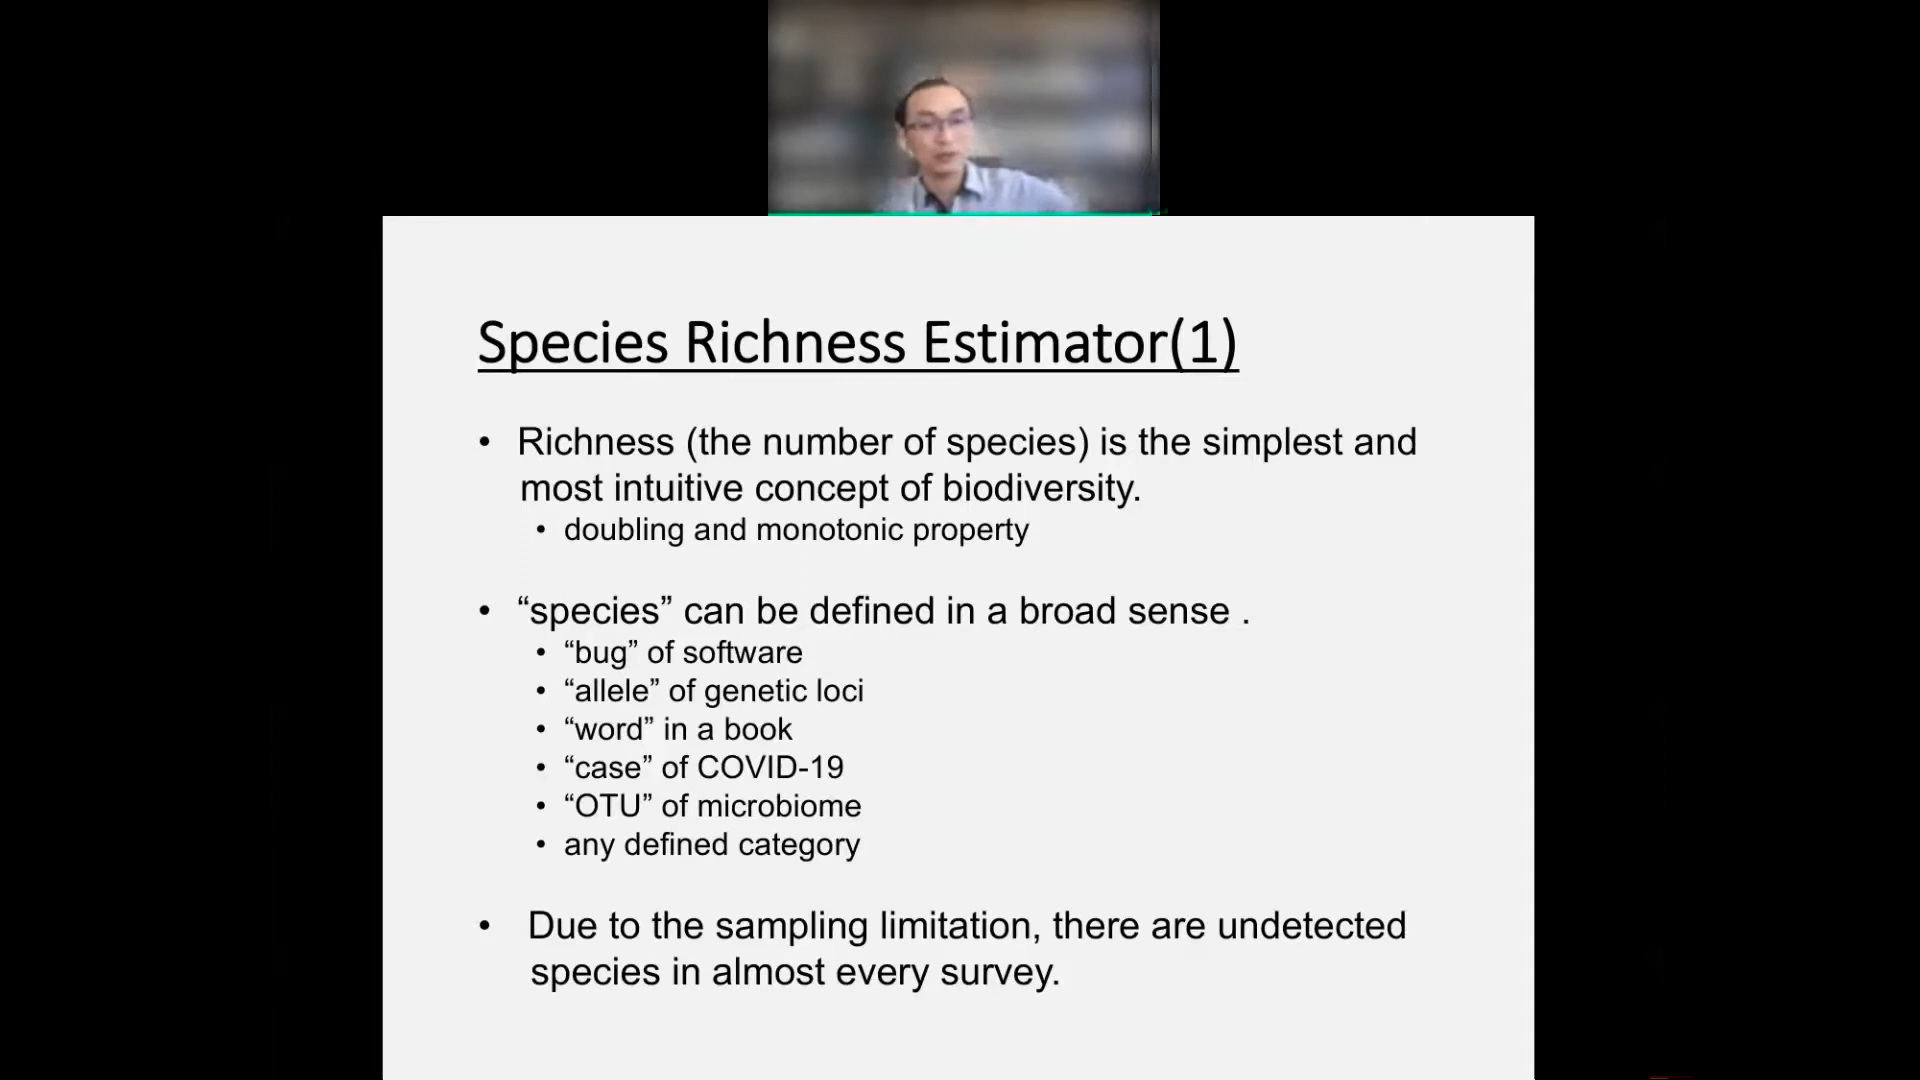 Species Richness Estimator(1)
• Richness (the number of species) is the simplest and
most intuitive concept of biodiversity.
• doubling and monotonic property
• “species” can be defined in a broad sense .
• “bug” of software
• “allele” of genetic loci
• “word” in a book
• “case” of COVID-19
• “OTU” of microbiome
• any defined category
• Due to the sampling limitation, there are undetected
species in almost every survey.